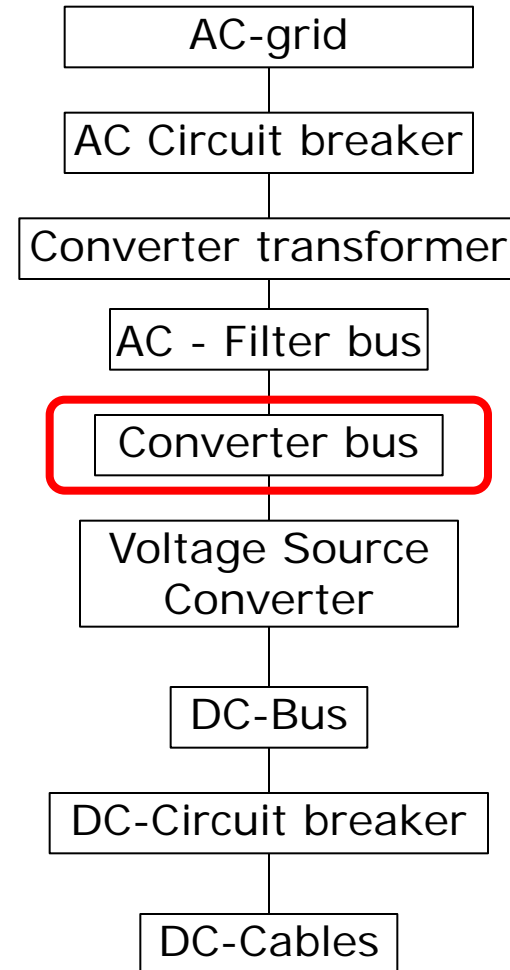 AC-grid
AC Circuit breaker
Converter transformer
AC - Filter bus
Converter bus
Voltage Source
Converter
DC-Bus
DC-Circuit breaker
DC-Cables